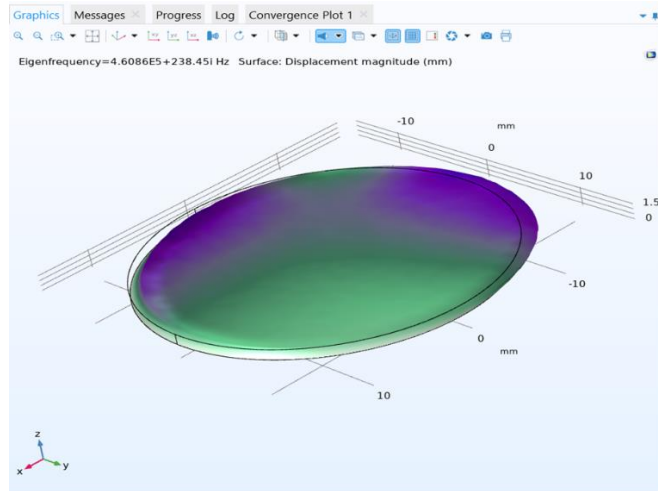 Graphics Messages Progress Log Convergence Plot 1
Eigenfrequency=4.6086E5+238.45i Hz Surface: Displacement magnitude (mm)
-10
mm
0
10
1.5
0
-10
0
mm
10
z
x y